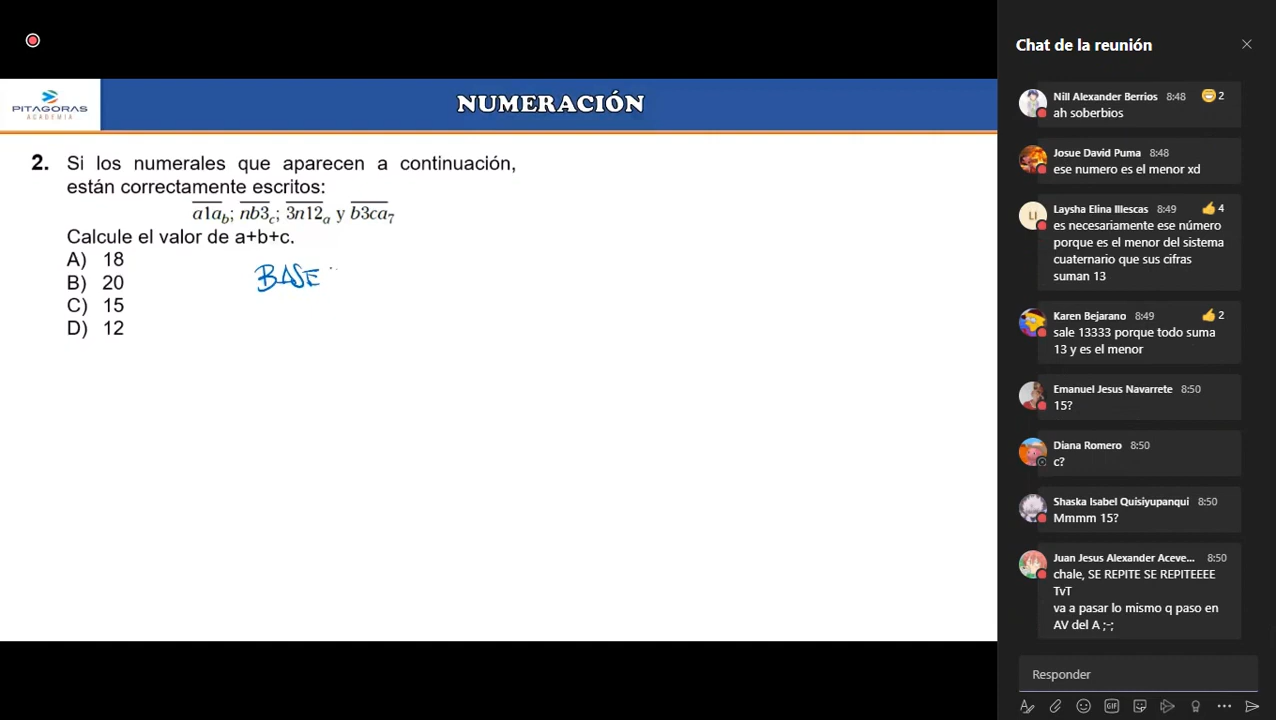 Chat de la reunión
PITAGORAS
ACADEMIA
NUMERACIÓN
2. Si los numerales que aparecen a continuación,
están correctamente escritos:
a1a_b; nb3_c; 3n12_a y b3ca_7
Calcule el valor de a+b+c.
A) 18
B) 20
C) 15
D) 12
BASE
Nill Alexander Berrios 8:48 2
ah soberbios
Josue David Puma 8:48
ese numero es el menor xd
LI
Laysha Elina Illescas 8:49 4
es necesariamente ese número
porque es el menor del sistema
cuaternario que sus cifras
suman 13
Karen Bejarano 8:49 2
sale 13333 porque todo suma
13 y es el menor
Emanuel Jesus Navarrete 8:50
15?
Diana Romero 8:50
c?
Shaska Isabel Quisiyupanqui 8:50
Mmmm 15?
Juan Jesus Alexander Aceve... 8:50
chale, SE REPITE SE REPITEEEE
TvT
va a pasar lo mismo q paso en
AV del A ;-;
Responder
GIF